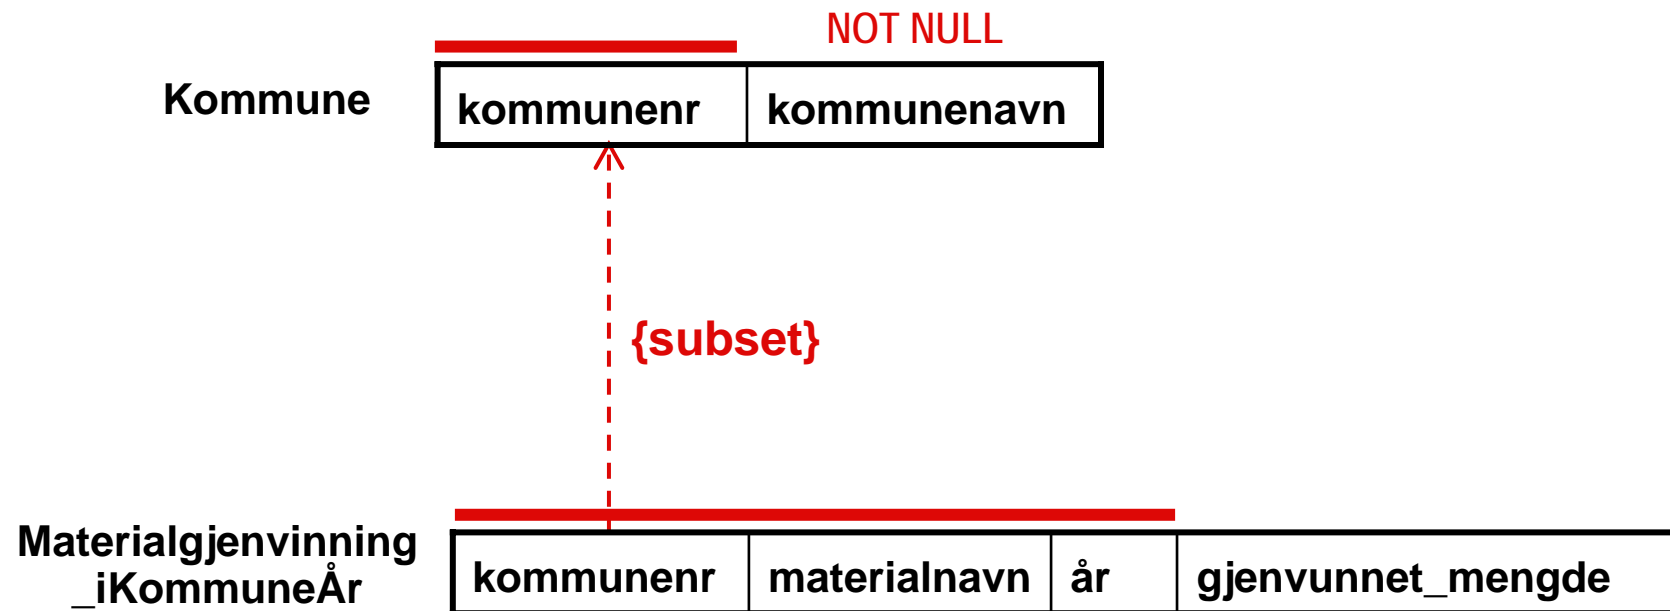 NOT NULL
Kommune
kommunenr kommunenavn
{subset}
Materialgjenvinning
_iKommuneÅr
kommunenr materialnavn år gjenvunnet_mengde